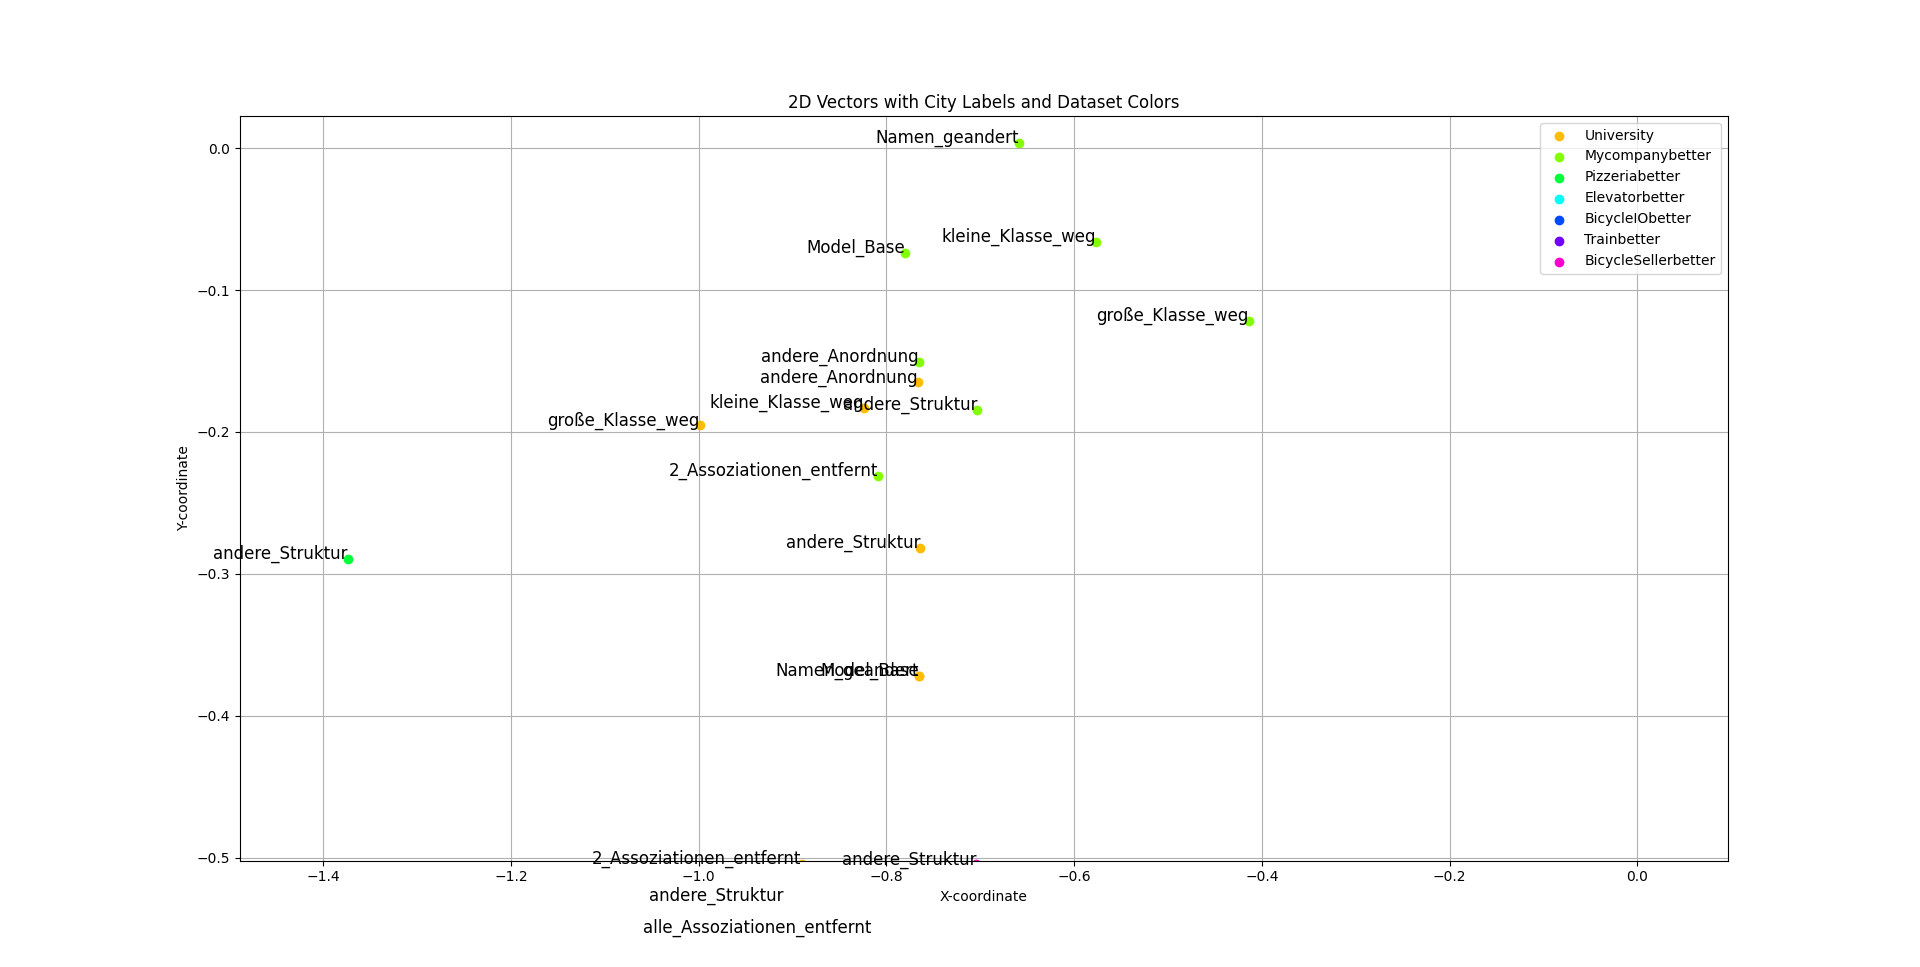 2D Vectors with City Labels and Dataset Colors
Namen_geandert
Model_Base
kleine_Klasse_weg
große_Klasse_weg
andere_Anordnung
andere_Anordnung
kleine_Klasse_weg
andere_Struktur
große_Klasse_weg
2_Assoziationen_entfernt
andere_Struktur
andere_Struktur
Namen_geandert
Model_Base
2_Assoziationen_entfernt
andere_Struktur
andere_Struktur
alle_Assoziationen_entfernt
University
Mycompanybetter
Pizzeriabetter
Elevatorbetter
BicycleIObetter
Trainbetter
BicycleSellerbetter
Y-coordinate
0.0
−0.1
−0.2
−0.3
−0.4
−0.5
−1.4 −1.2 −1.0 −0.8 −0.6 −0.4 −0.2 0.0
X-coordinate